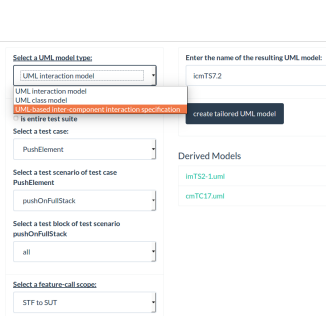 Select a UML model type:
UML interaction model
UML interaction model
UML class model
UML-based inter-component interaction specification
is entire test suite
Select a test case:
PushElement
Select a test scenario of test case
PushElement
pushOnFullStack
Select a test block of test scenario
pushOnFullStack
all
Select a feature-call scope:
STF to SUT
Enter the name of the resulting UML model:
icmTS7.2
create tailored UML model
Derived Models
imTS2-1.uml
cmTC17.uml